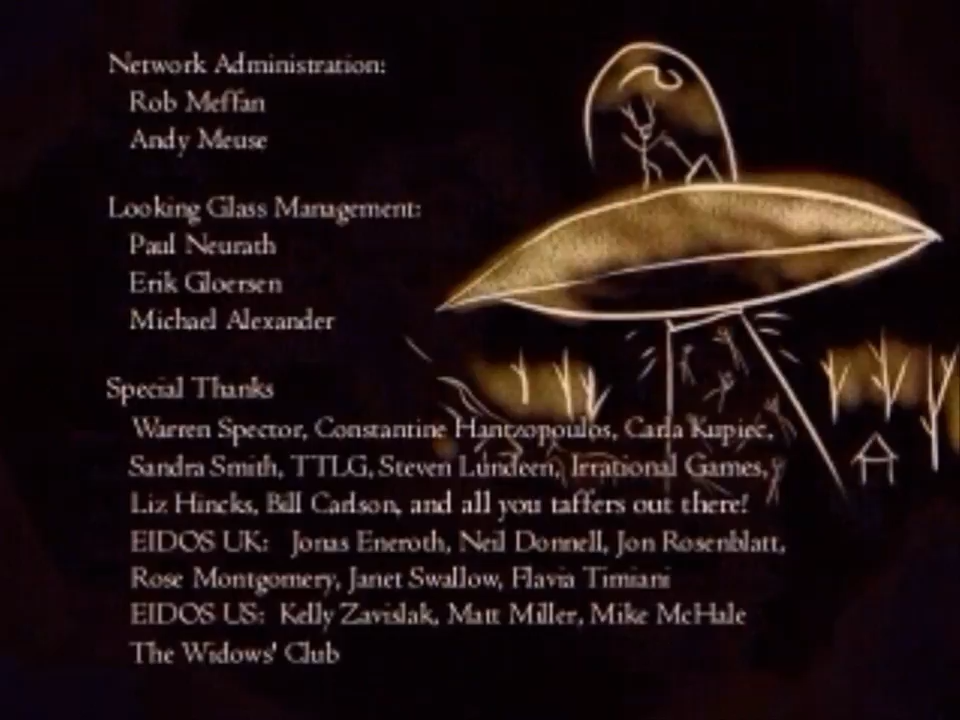 Network Administration:
Rob Meffan
Andy Meuse
Looking Glass Management:
Paul Neurath
Erik Gloersen
Michael Alexander
Special Thanks
Warren Spector, Constantine Hantzopoulos, Carla Kupiec,
Sandra Smith, TTLG, Steven Lundeen, Irrational Games,
Liz Hincks, Bill Carlson, and all you taffers out there!
EIDOS UK: Jonas Eneroth, Neil Donnell, Jon Rosenblatt,
Rose Montgomery, Janet Swallow, Flavia Timiani
EIDOS US: Kelly Zavislak, Matt Miller, Mike McHale
The Widows' Club